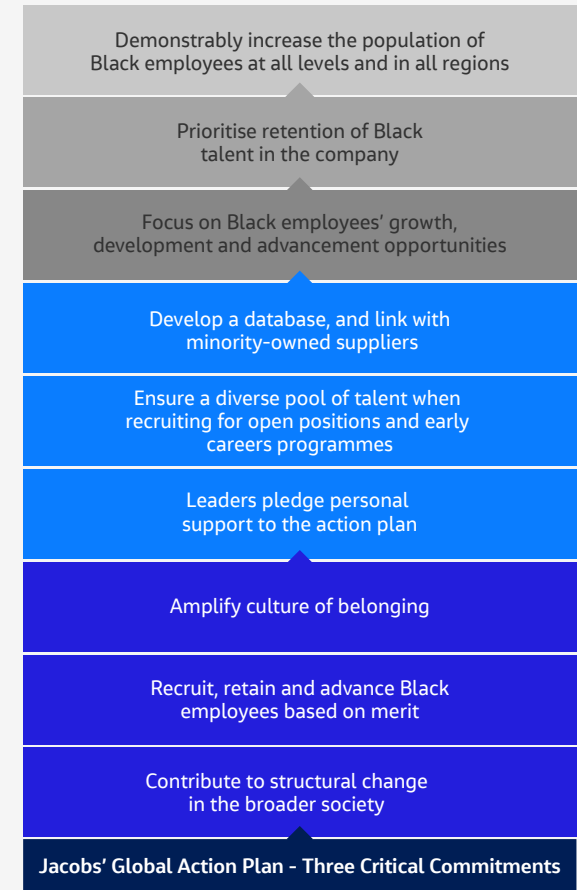 Demonstrably increase the population of
Black employees at all levels and in all regions
Prioritise retention of Black
talent in the company
Focus on Black employees’ growth,
development and advancement opportunities
Develop a database, and link with
minority-owned suppliers
Ensure a diverse pool of talent when
recruiting for open positions and early
careers programmes
Leaders pledge personal
support to the action plan
Amplify culture of belonging
Recruit, retain and advance Black
employees based on merit
Contribute to structural change
in the broader society
Jacobs’ Global Action Plan - Three Critical Commitments